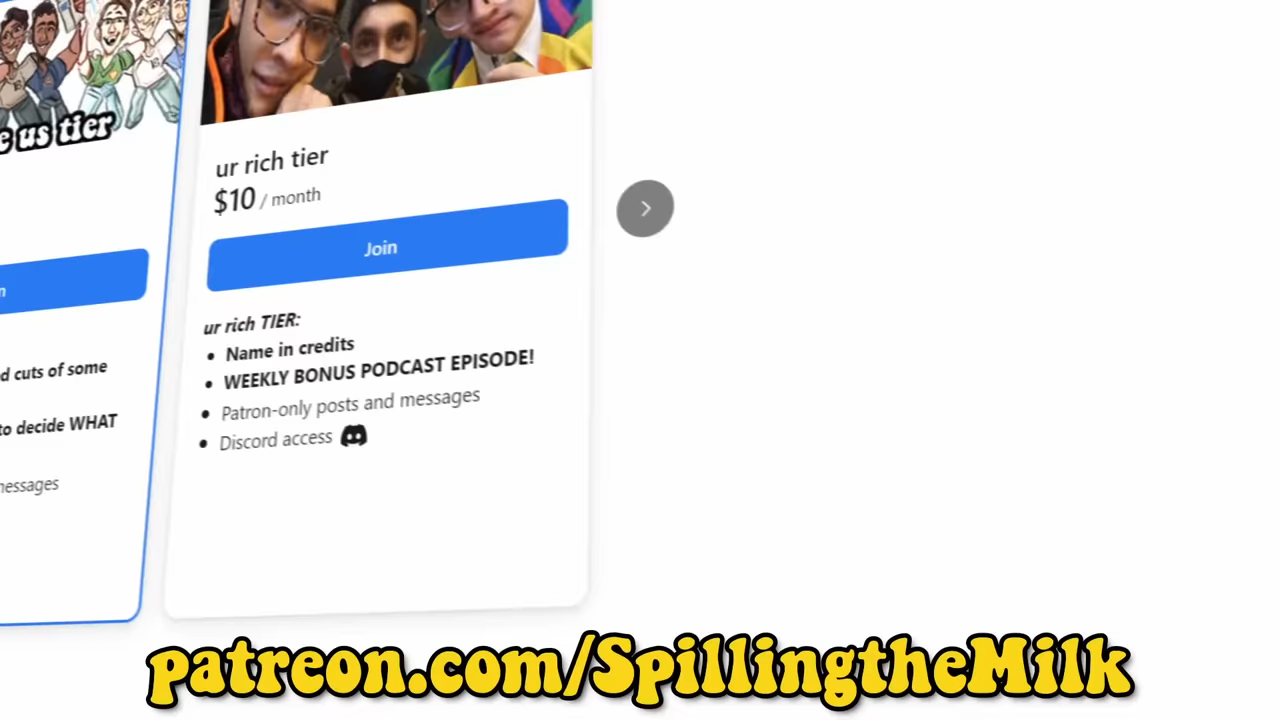 e us tier
n
d cuts of some
to decide WHAT
nessages
ur rich tier
$10 / month
Join
ur rich TIER:
• Name in credits
• WEEKLY BONUS PODCAST EPISODE!
• Patron-only posts and messages
• Discord access
patreon.com/SpillingtheMilk